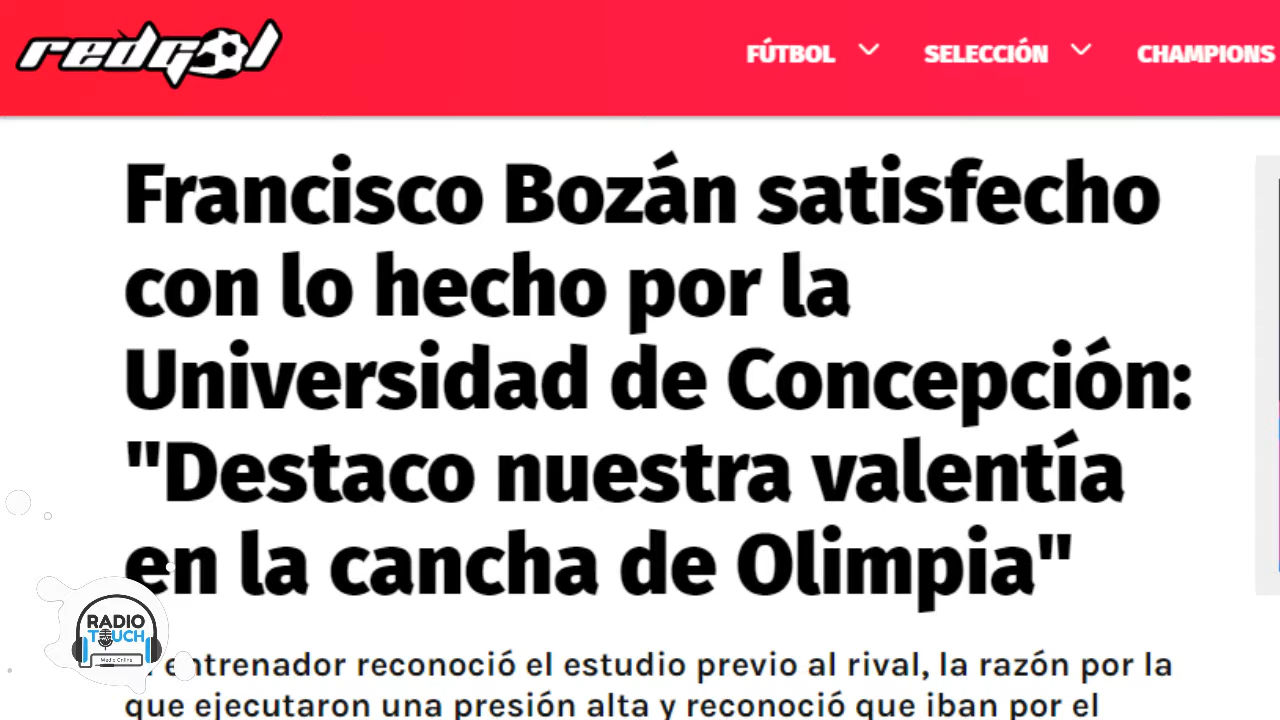 redgol
FÚTBOL SELECCIÓN CHAMPIONS
Francisco Bozán satisfecho
con lo hecho por la
Universidad de Concepción:
"Destaco nuestra valentía
en la cancha de Olimpia"
entrenador reconoció el estudio previo al rival, la razón por la
que ejecutaron una presión alta y reconoció que iban por el
RADIO
TOUCH